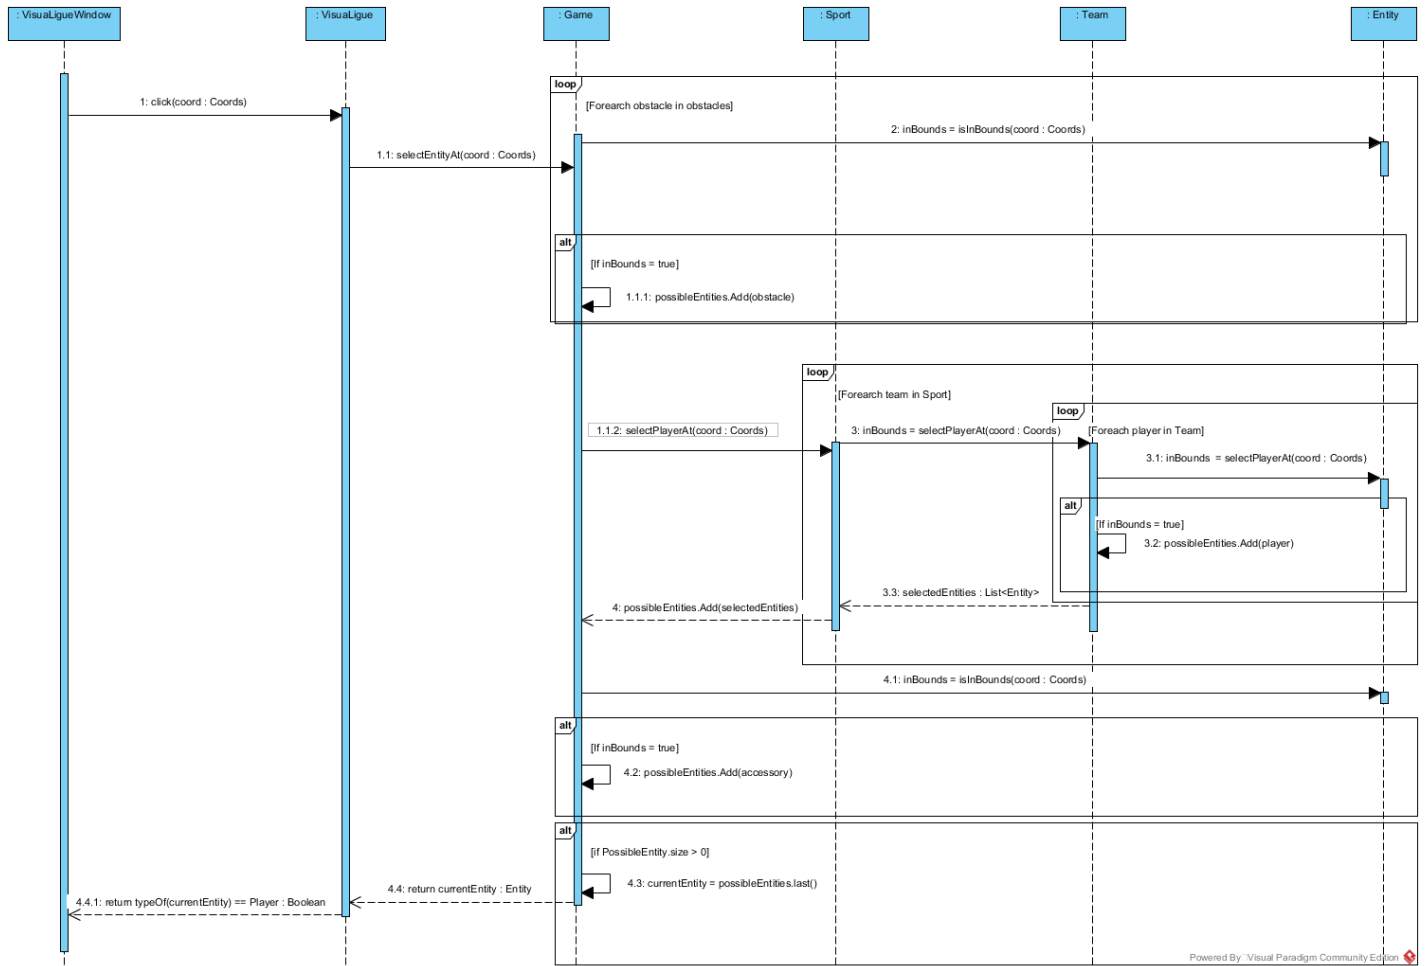 : VisuaLigueWindow
: VisuaLigue
: Game
: Sport
: Team
: Entity
loop
[Forearch obstacle in obstacles]
1: click(coord : Coords)
2: inBounds = isInBounds(coord : Coords)
1.1: selectEntityAt(coord : Coords)
alt
[If inBounds = true]
1.1.1: possibleEntities.Add(obstacle)
loop
[Forearch team in Sport]
loop
1.1.2: selectPlayerAt(coord : Coords)
3: inBounds = selectPlayerAt(coord : Coords)
[Foreach player in Team]
3.1: inBounds = selectPlayerAt(coord : Coords)
alt
[If inBounds = true]
3.2: possibleEntities.Add(player)
3.3: selectedEntities : List<Entity>
4: possibleEntities.Add(selectedEntities)
4.1: inBounds = isInBounds(coord : Coords)
alt
[If inBounds = true]
4.2: possibleEntities.Add(accessory)
alt
[if PossibleEntity.size > 0]
4.3: currentEntity = possibleEntities.last()
4.4: return currentEntity : Entity
4.4.1: return typeOf(currentEntity) == Player : Boolean
Powered By Visual Paradigm Community Edition